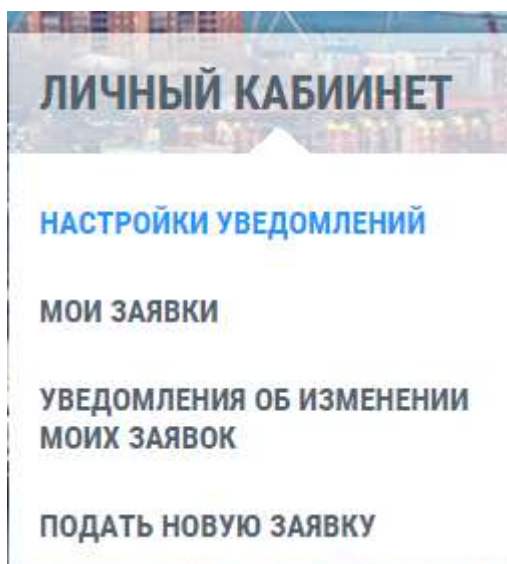 ЛИЧНЫЙ КАБИИНЕТ
НАСТРОЙКИ УВЕДОМЛЕНИЙ
МОИ ЗАЯВКИ
УВЕДОМЛЕНИЯ ОБ ИЗМЕНЕНИИ
МОИХ ЗАЯВОК
ПОДАТЬ НОВУЮ ЗАЯВКУ